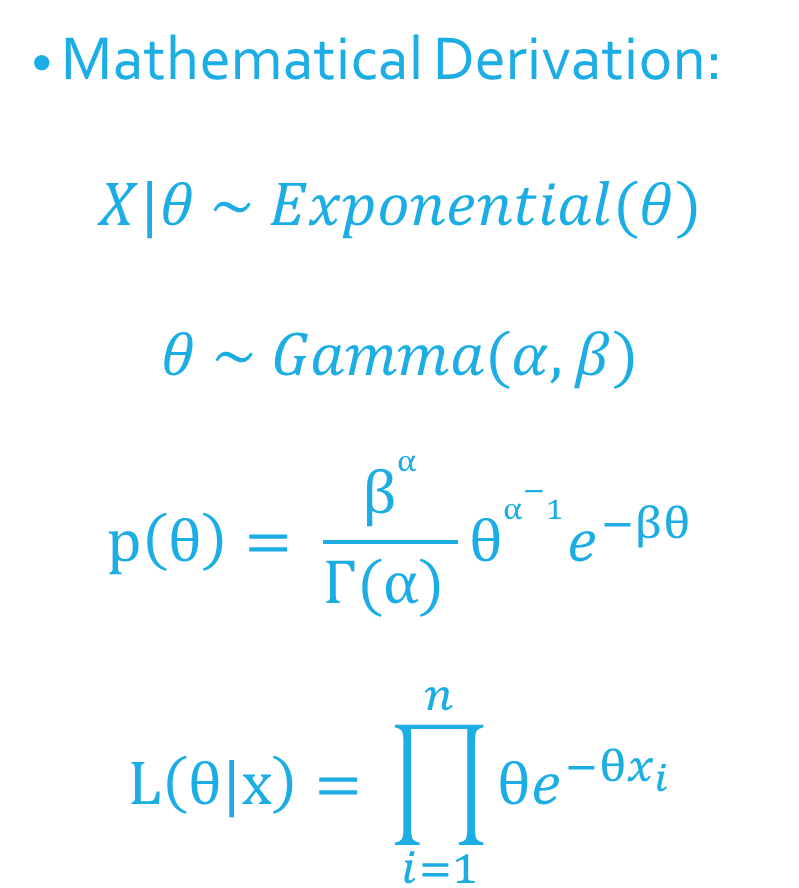 • Mathematical Derivation:
X|θ ~ Exponential(θ)
θ ~ Gamma(α, β)
p(θ) = β^α / Γ(α) θ^(α−1) e^(−βθ)
L(θ|x) = ∏_(i=1)^n θe^(−θx_i)